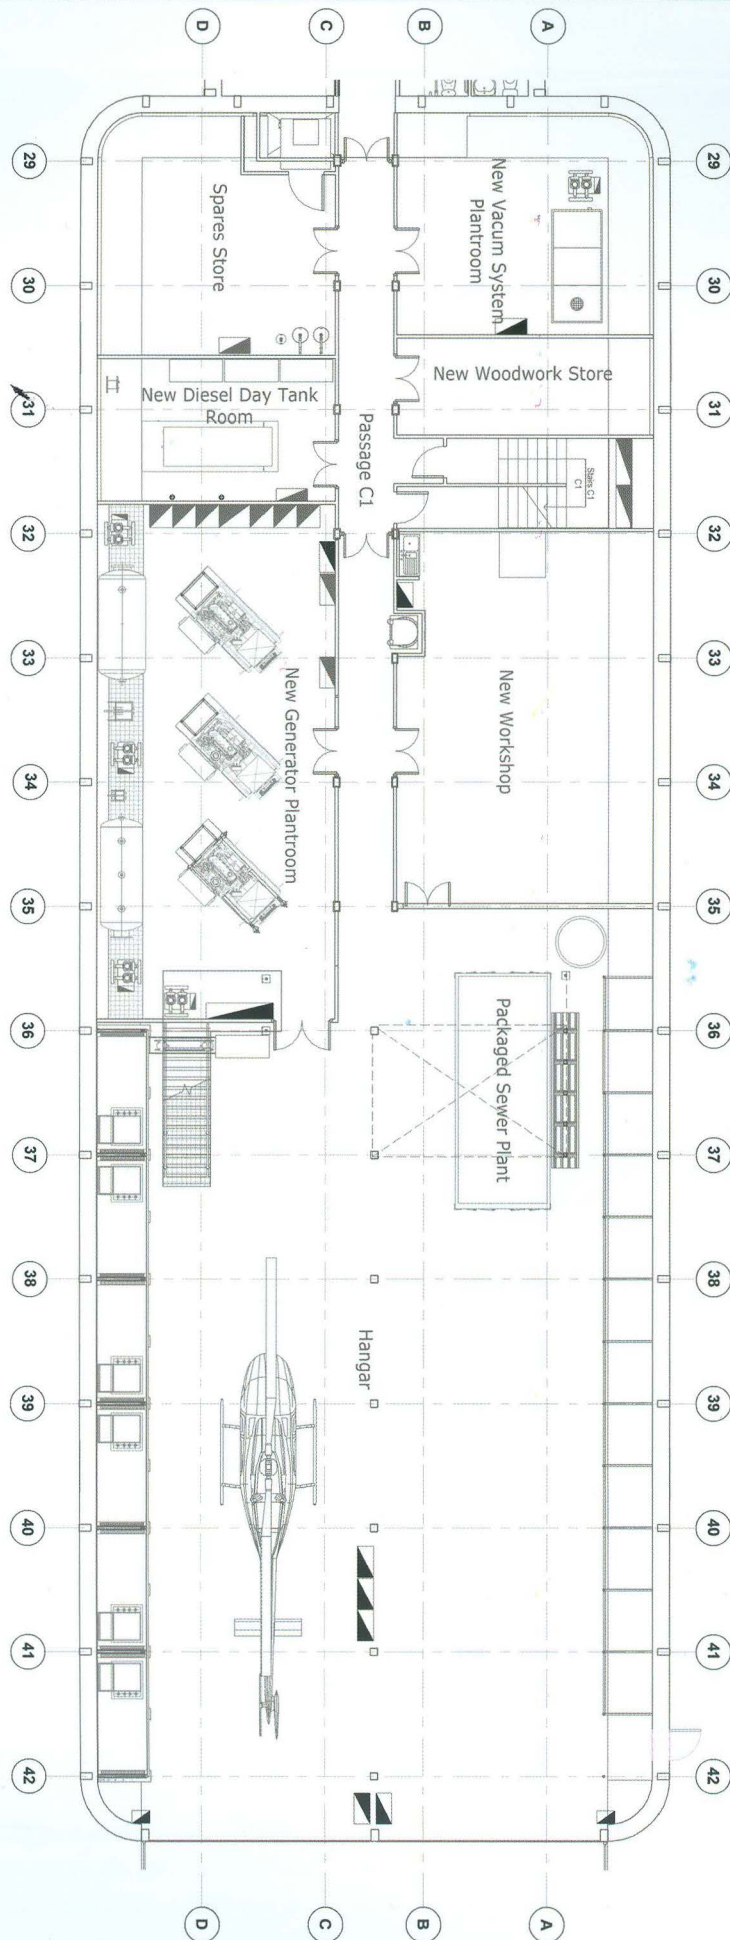 D
C
B
A
29
29
New Vacum System
Plantroom
Spares Store
30
30
New Woodwork Store
New Diesel Day Tank
Room
31
31
Passage C1
Stairs C1
C1
32
32
33
33
New Generator Plantroom
New Workshop
34
34
35
35
36
36
Packaged Sewer Plant
37
37
38
38
Hangar
39
39
40
40
41
41
42
42
D
C
B
A